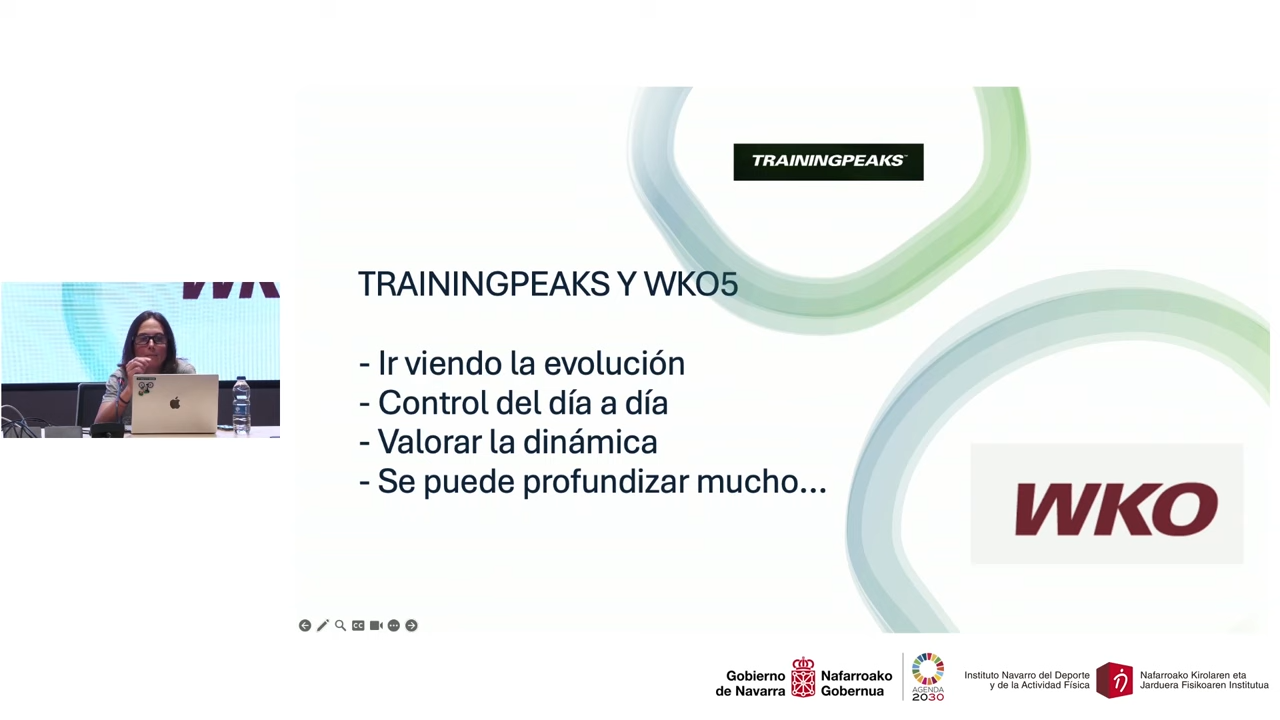 TRAININGPEAKS
TRAININGPEAKS Y WKO5
- Ir viendo la evolución
- Control del día a día
- Valorar la dinámica
- Se puede profundizar mucho...
WKO
CC
Gobierno
de Navarra
Nafarroako
Gobernua
AGENDA
2030
Instituto Navarro del Deporte
y de la Actividad Física
Nafarroako Kirolaren eta
Jarduera Fisikoaren Institutua